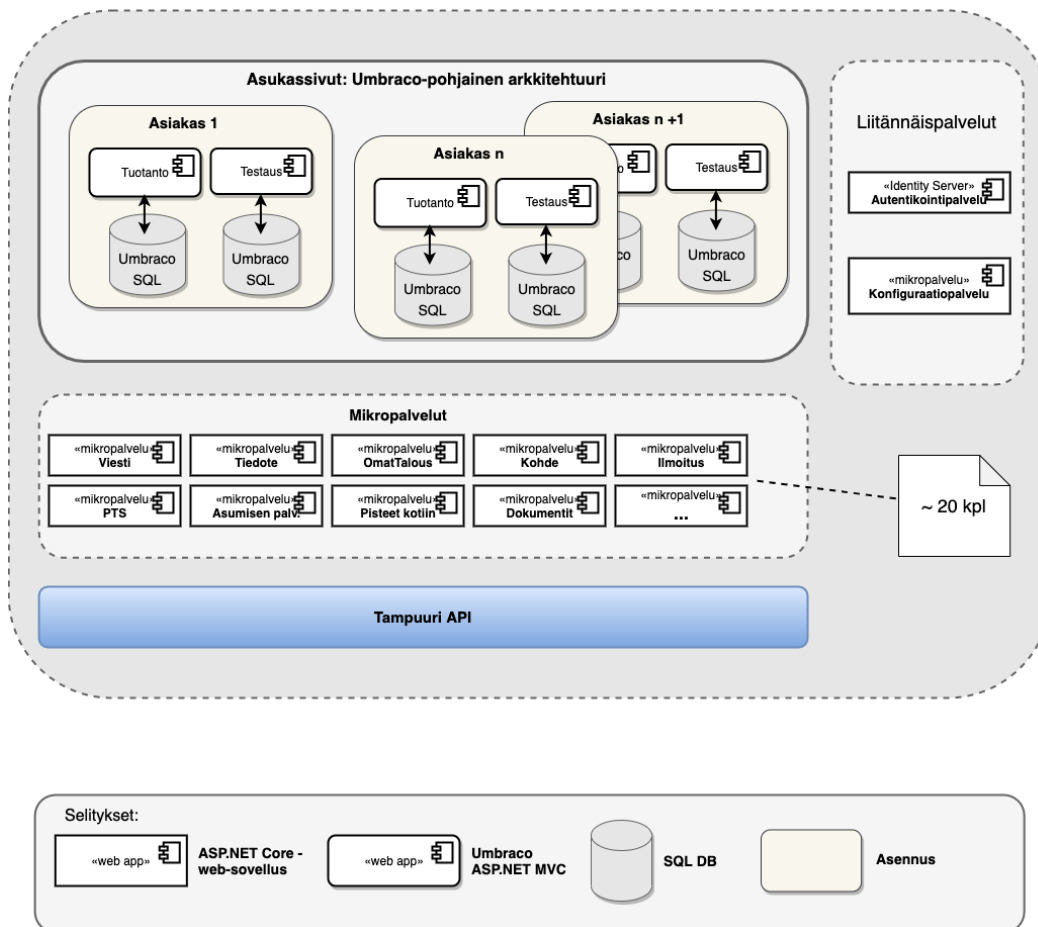 Asukassivut: Umbraco-pohjainen arkkitehtuuri
Asiakas 1
Tuotanto
Testaus
Umbraco
SQL
Umbraco
SQL
Asiakas n
Tuotanto
Testaus
Umbraco
SQL
Umbraco
SQL
Asiakas n +1
o
Testaus
co
Umbraco
SQL
Liitännäispalvelut
«Identity Server»
Autentikointipalvelu
«mikropalvelu»
Konfiguraatiopalvelu
Mikropalvelut
«mikropalvelu»
Viesti
«mikropalvelu»
Tiedote
«mikropalvelu»
OmatTalous
«mikropalvelu»
Kohde
«mikropalvelu»
Ilmoitus
«mikropalvelu»
PTS
«mikropalvelu»
Asumisen palv.
«mikropalvelu»
Pisteet kotiin
«mikropalvelu»
Dokumentit
«mikropalvelu»
...
~ 20 kpl
Tampuuri API
Selitykset:
«web app»
ASP.NET Core -
web-sovellus
«web app»
Umbraco
ASP.NET MVC
SQL DB
Asennus